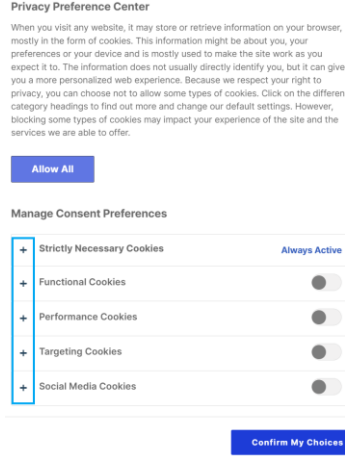 Privacy Preference Center
When you visit any website, it may store or retrieve information on your browser,
mostly in the form of cookies. This information might be about you, your
preferences or your device and is mostly used to make the site work as you
expect it to. The information does not usually directly identify you, but it can give
you a more personalized web experience. Because we respect your right to
privacy, you can choose not to allow some types of cookies. Click on the differen
category headings to find out more and change our default settings. However,
blocking some types of cookies may impact your experience of the site and the
services we are able to offer.
Allow All
Manage Consent Preferences
+ Strictly Necessary Cookies Always Active
+ Functional Cookies
+ Performance Cookies
+ Targeting Cookies
+ Social Media Cookies
Confirm My Choices